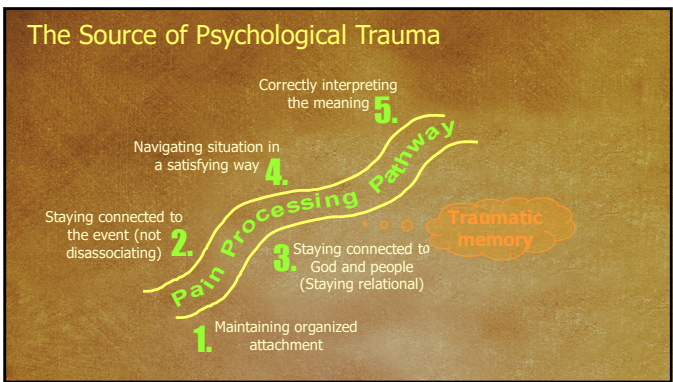 The Source of Psychological Trauma
Correctly interpreting
the meaning 5.
Navigating situation in
a satisfying way 4.
Pain Processing Pathway
Staying connected to
the event (not
disassociating) 2.
Traumatic
memory
3. Staying connected to
God and people
(Staying relational)
1. Maintaining organized
attachment